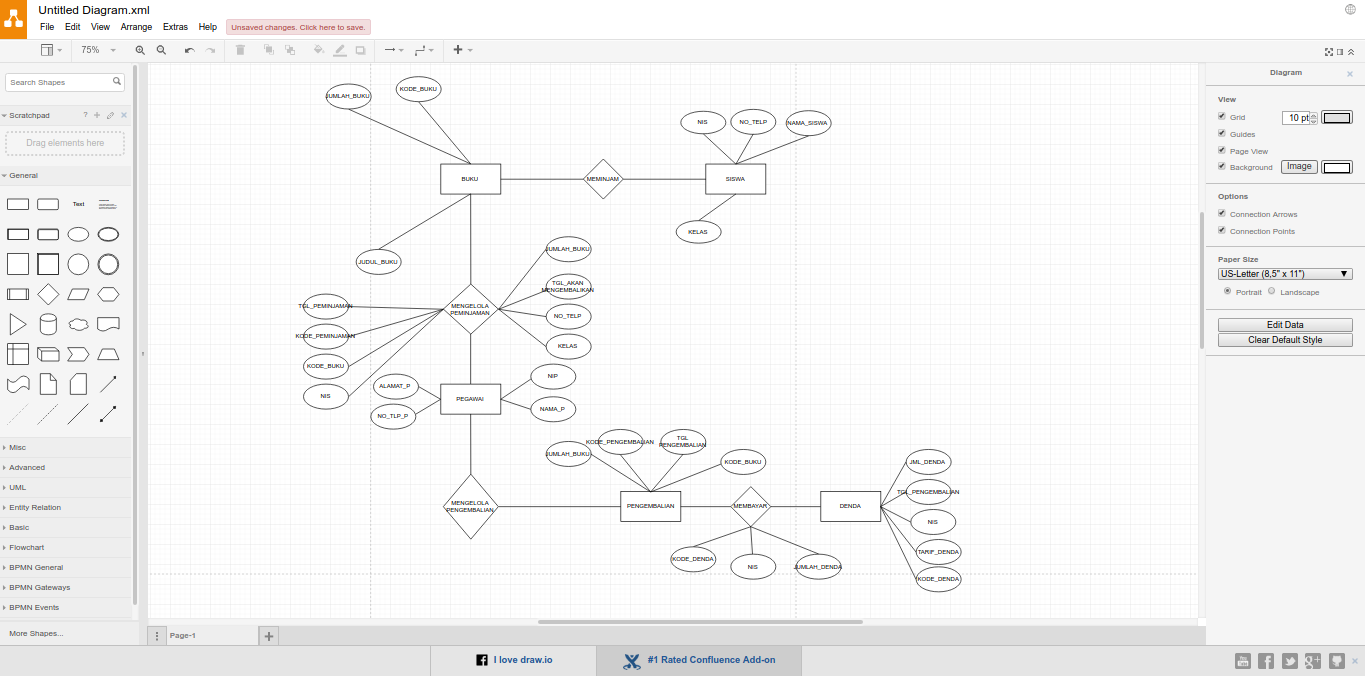 Untitled Diagram.xml
File Edit View Arrange Extras Help Unsaved changes. Click here to save.
75%
Search Shapes
Scratchpad ? + ×
Drag elements here
General
Text
Misc
Advanced
UML
Entity Relation
Basic
Flowchart
BPMN General
BPMN Gateways
BPMN Events
More Shapes...
JUMLAH_BUKU
KODE_BUKU
NIS
NO_TELP
NAMA_SISWA
BUKU
MEMINJAM
SISWA
KELAS
JUDUL_BUKU
JUMLAH_BUKU
TGL_AKAN
MENGEMBALIKAN
TGL_PEMINJAMAN
MENGELOLA
PEMINJAMAN
NO_TELP
KODE_PEMINJAMAN
KELAS
KODE_BUKU
NIS
ALAMAT_P
NO_TLP_P
PEGAWAI
NIP
NAMA_P
JUMLAH_BUKU
KODE_PENGEMBALIAN
TGL
PENGEMBALIAN
KODE_BUKU
MENGELOLA
PENGEMBALIAN
PENGEMBALIAN
MEMBAYAR
DENDA
JML_DENDA
TGL_PENGEMBALIAN
NIS
TARIF_DENDA
KODE_DENDA
KODE_DENDA
NIS
JUMLAH_DENDA
Page-1
Diagram
View
Grid 10 pt
Guides
Page View
Background Image
Options
Connection Arrows
Connection Points
Paper Size
US-Letter (8,5" x 11")
Portrait Landscape
Edit Data
Clear Default Style
I love draw.io
#1 Rated Confluence Add-on